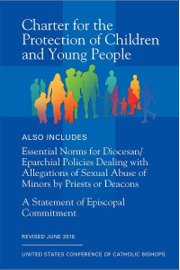 Charter for the
Protection of Children
and Young People
ALSO INCLUDES
Essential Norms for Diocesan/
Eparchial Policies Dealing with
Allegations of Sexual Abuse of
Minors by Priests or Deacons
A Statement of Episcopal
Commitment
REVISED JUNE 2018
UNITED STATES CONFERENCE OF CATHOLIC BISHOPS